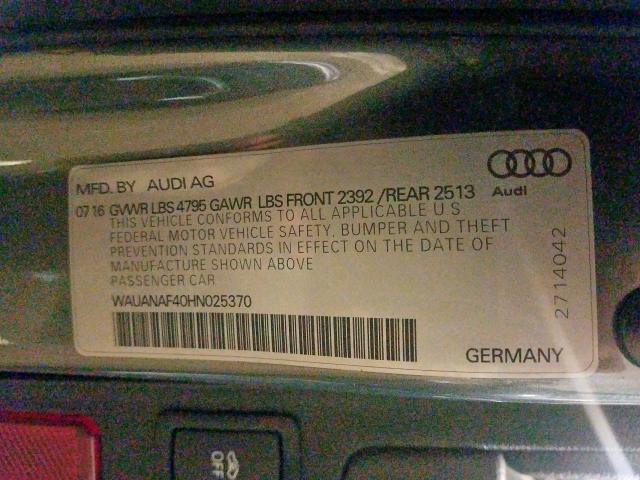 MFD. BY AUDI AG
Audi
07 16 GVWR LBS 4795 GAWR LBS FRONT 2392 /REAR 2513
THIS VEHICLE CONFORMS TO ALL APPLICABLE U.S.
FEDERAL MOTOR VEHICLE SAFETY, BUMPER AND THEFT
PREVENTION STANDARDS IN EFFECT ON THE DATE OF
MANUFACTURE SHOWN ABOVE
PASSENGER CAR
WAUANAF40HN025370
2714042
GERMANY
OFF